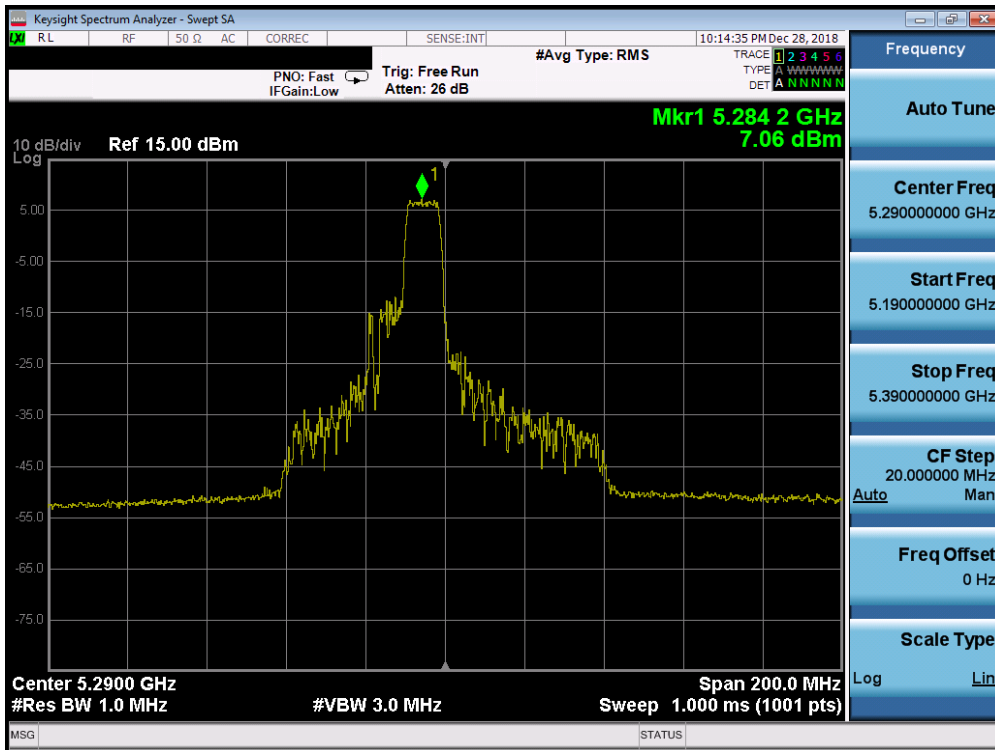 Keysight Spectrum Analyzer - Swept SA
LXI RL RF 50 Ω AC CORREC SENSE:INT 10:14:35 PM Dec 28, 2018
#Avg Type: RMS TRACE 1 2 3 4 5 6
PNO: Fast Trig: Free Run TYPE A WWWWW
IFGain:Low Atten: 26 dB DET A N N N N N
Mkr1 5.284 2 GHz
7.06 dBm
10 dB/div Ref 15.00 dBm
Log
1
5.00
-5.00
-15.0
-25.0
-35.0
-45.0
-55.0
-65.0
-75.0
Center 5.2900 GHz Span 200.0 MHz
#Res BW 1.0 MHz #VBW 3.0 MHz Sweep 1.000 ms (1001 pts)
MSG STATUS
Frequency
Auto Tune
Center Freq
5.290000000 GHz
Start Freq
5.190000000 GHz
Stop Freq
5.390000000 GHz
CF Step
20.000000 MHz
Auto Man
Freq Offset
0 Hz
Scale Type
Log Lin